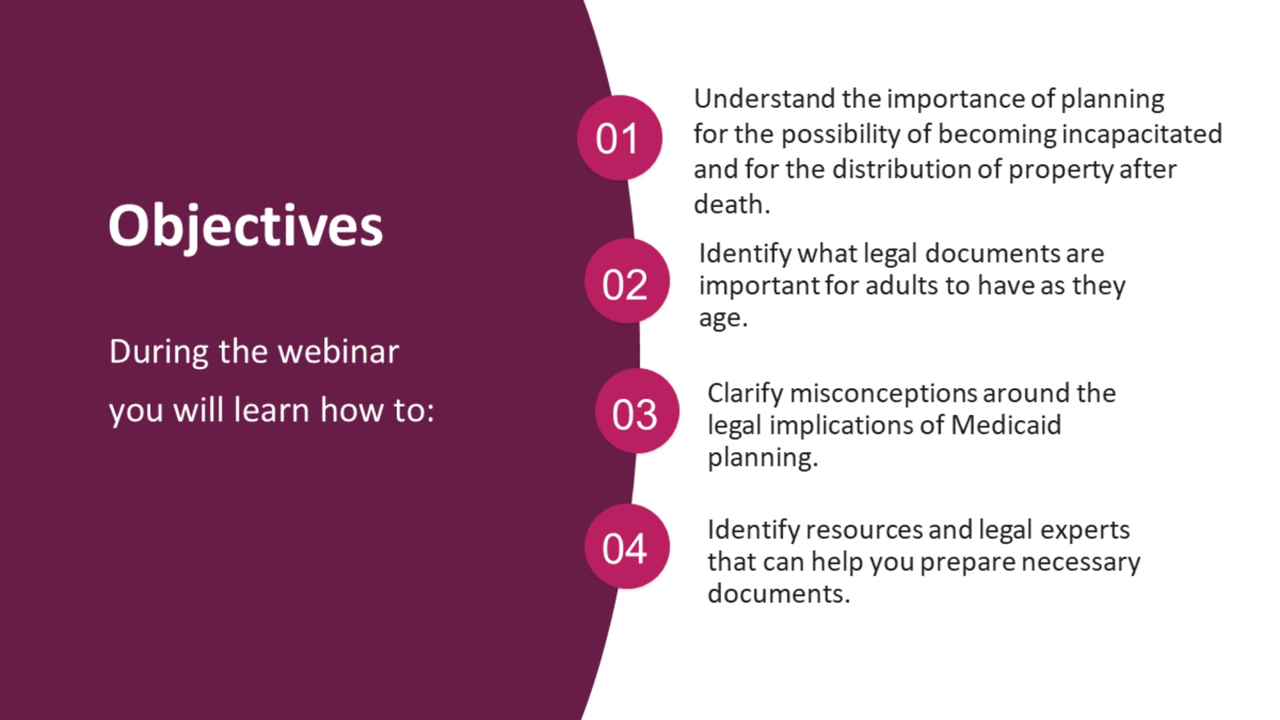 Objectives
During the webinar
you will learn how to:
01
Understand the importance of planning
for the possibility of becoming incapacitated
and for the distribution of property after
death.
02
Identify what legal documents are
important for adults to have as they
age.
03
Clarify misconceptions around the
legal implications of Medicaid
planning.
04
Identify resources and legal experts
that can help you prepare necessary
documents.